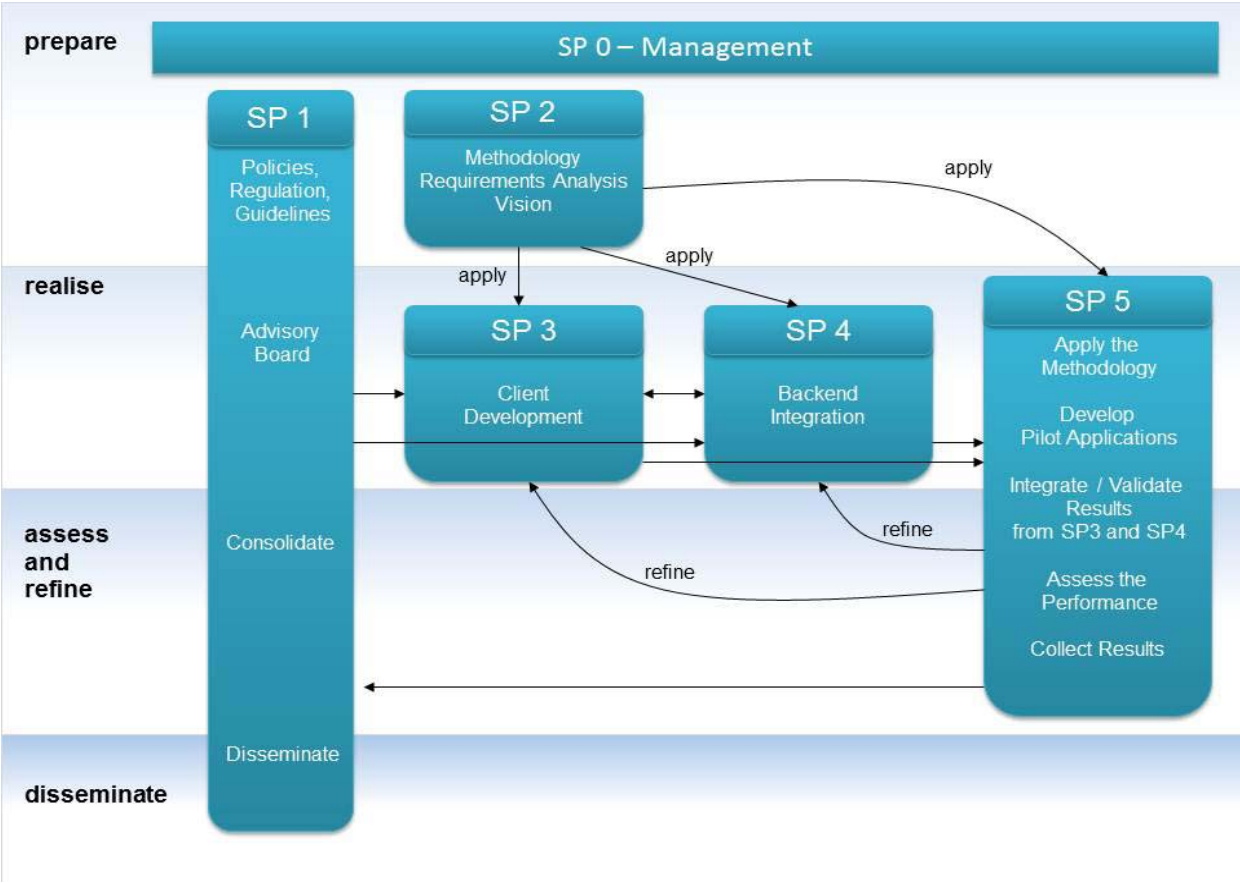 prepare
SP 0 – Management
SP 1
Policies,
Regulation,
Guidelines
Advisory
Board
Consolidate
Disseminate
SP 2
Methodology
Requirements Analysis
Vision
apply
apply
apply
realise
SP 3
Client
Development
SP 4
Backend
Integration
SP 5
Apply the
Methodology
Develop
Pilot Applications
Integrate / Validate
Results
from SP3 and SP4
Assess the
Performance
Collect Results
assess
and
refine
refine
refine
disseminate